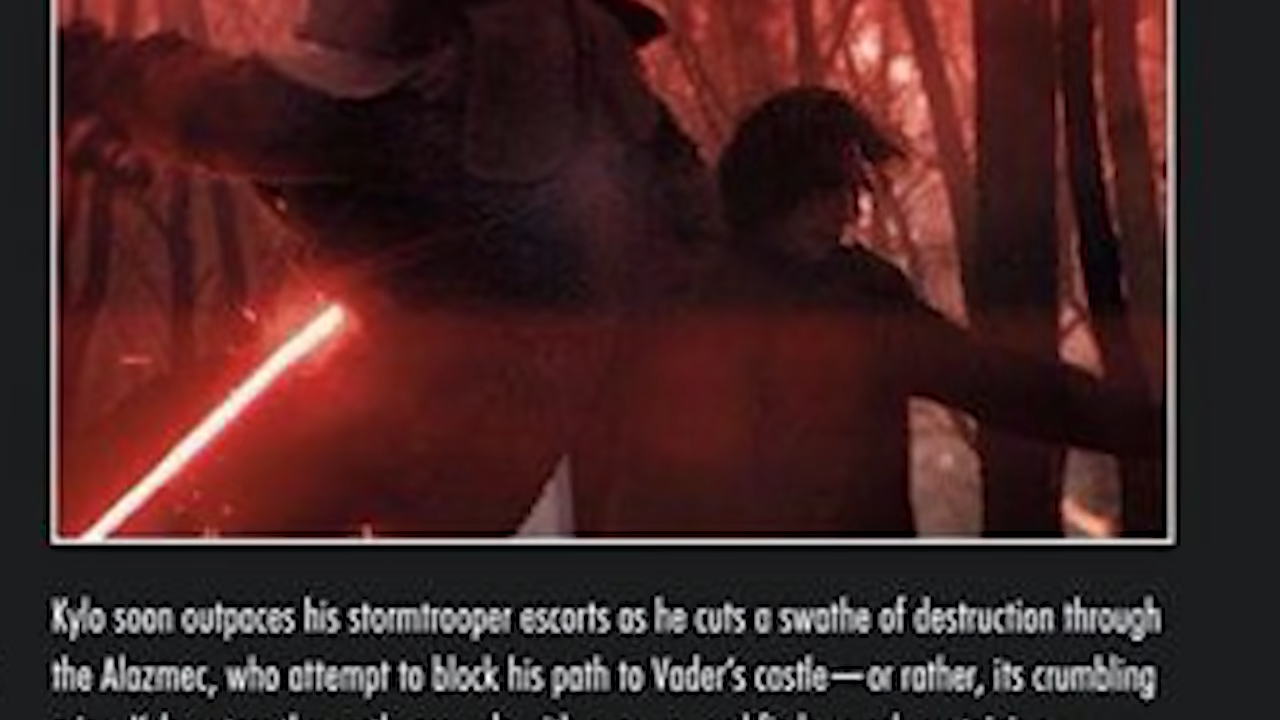 Kylo soon outpaces his stormtrooper escorts as he cuts a swathe of destruction through
the Alazmec, who attempt to block his path to Vader's castle—or rather, its crumbling